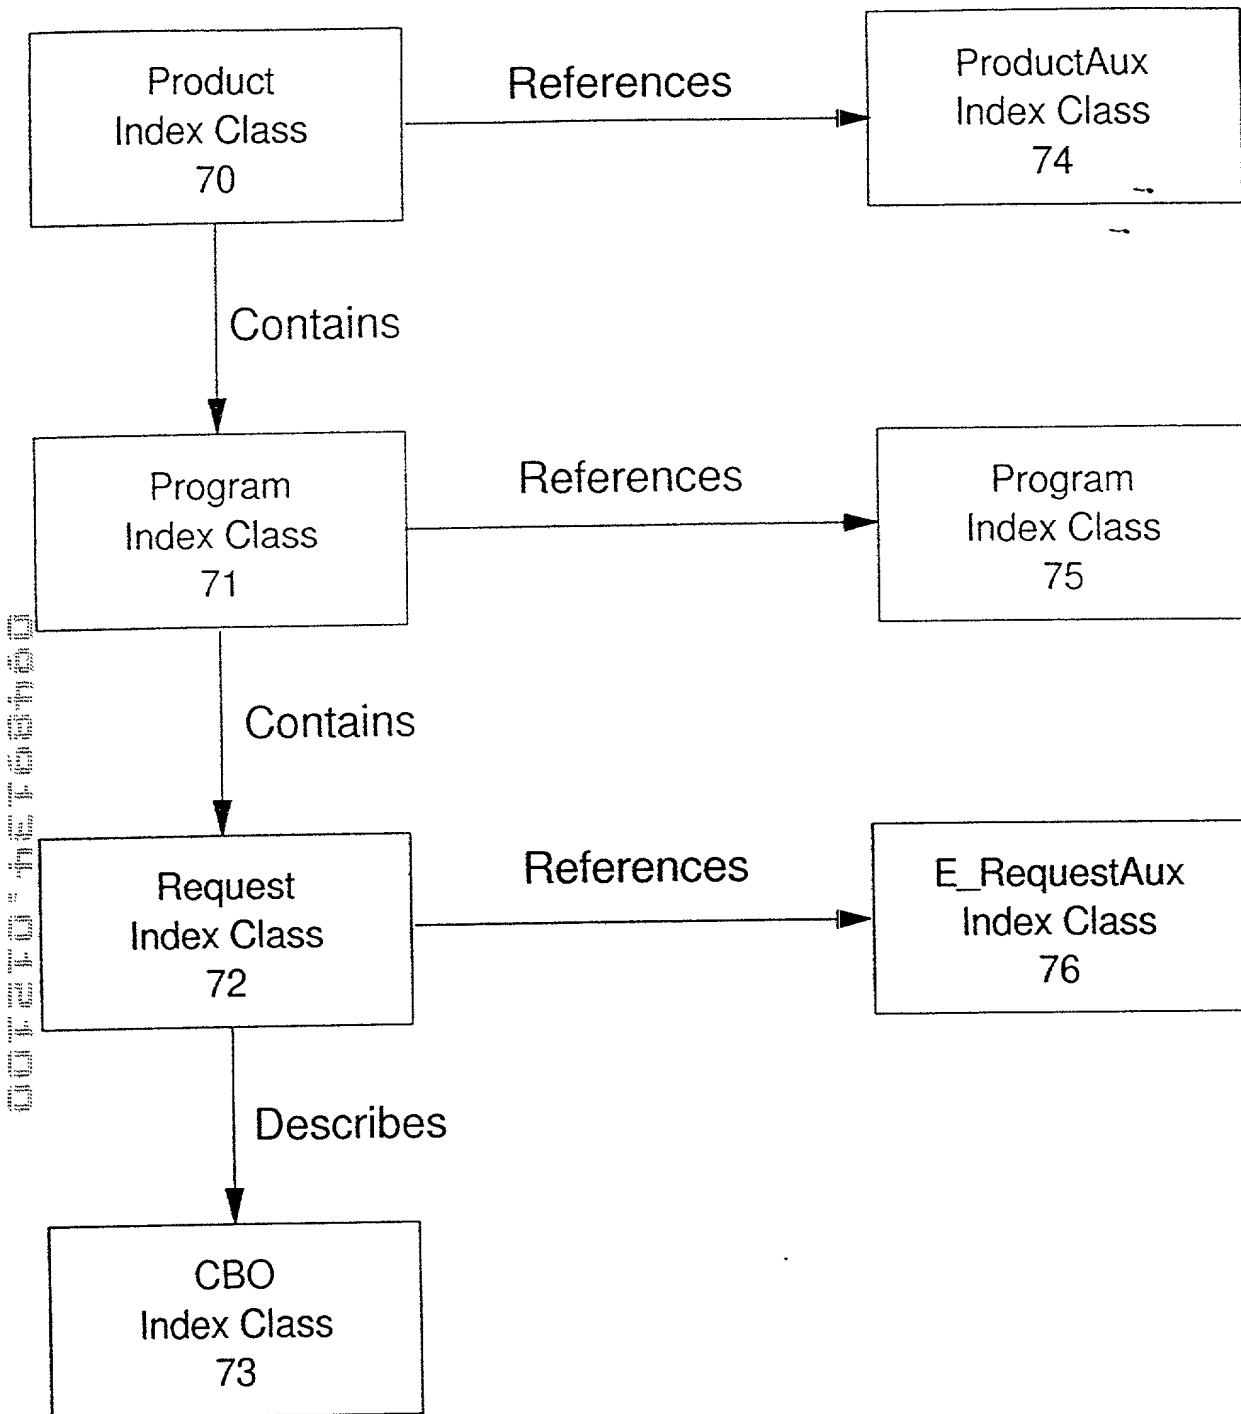 Product
Index Class
70
References
ProductAux
Index Class
74
Contains
Program
Index Class
71
References
Program
Index Class
75
Contains
Request
Index Class
72
References
E_RequestAux
Index Class
76
Describes
CBO
Index Class
73